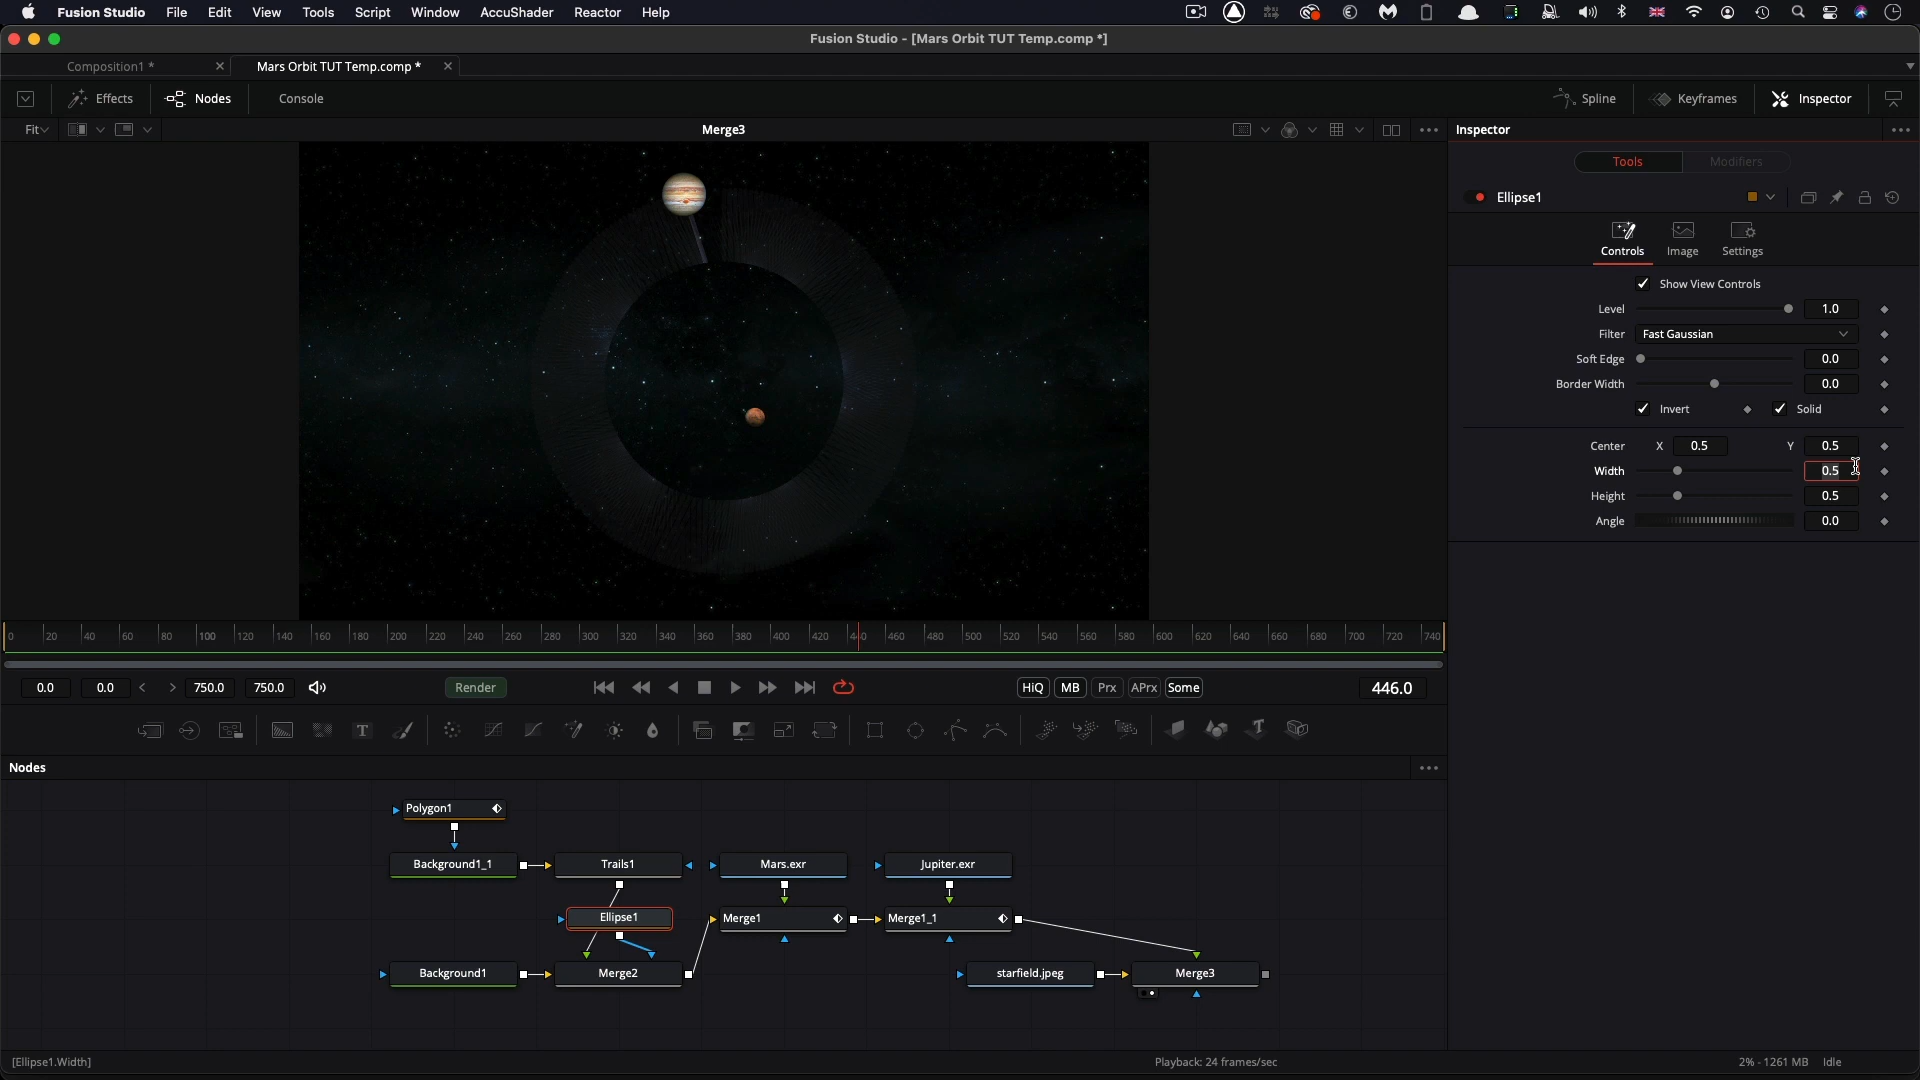 Fusion Studio File Edit View Tools Script Window AccuShader Reactor Help
Fusion Studio - [Mars Orbit TUT Temp.comp *]
Composition1 * Mars Orbit TUT Temp.comp *
Effects Nodes Console Spline Keyframes Inspector
Fit Merge3 Inspector
Tools Modifiers
Ellipse1
Controls Image Settings
Show View Controls
Level 1.0
Filter Fast Gaussian
Soft Edge 0.0
Border Width 0.0
Invert Solid
Center X 0.5 Y 0.5
Width 0.5
Height 0.5
Angle 0.0
0 20 40 60 80 100 120 140 160 180 200 220 240 260 280 300 320 340 360 380 400 420 440 460 480 500 520 540 560 580 600 620 640 660 680 700 720 740
0.0 0.0 < > 750.0 750.0 Render HiQ MB Prx APrx Some 446.0
Nodes
Polygon1
Background1_1 Trails1 Mars.exr Jupiter.exr
Ellipse1 Merge1 Merge1_1
Background1 Merge2 starfield.jpeg Merge3
[Ellipse1.Width] Playback: 24 frames/sec 2% - 1261 MB Idle